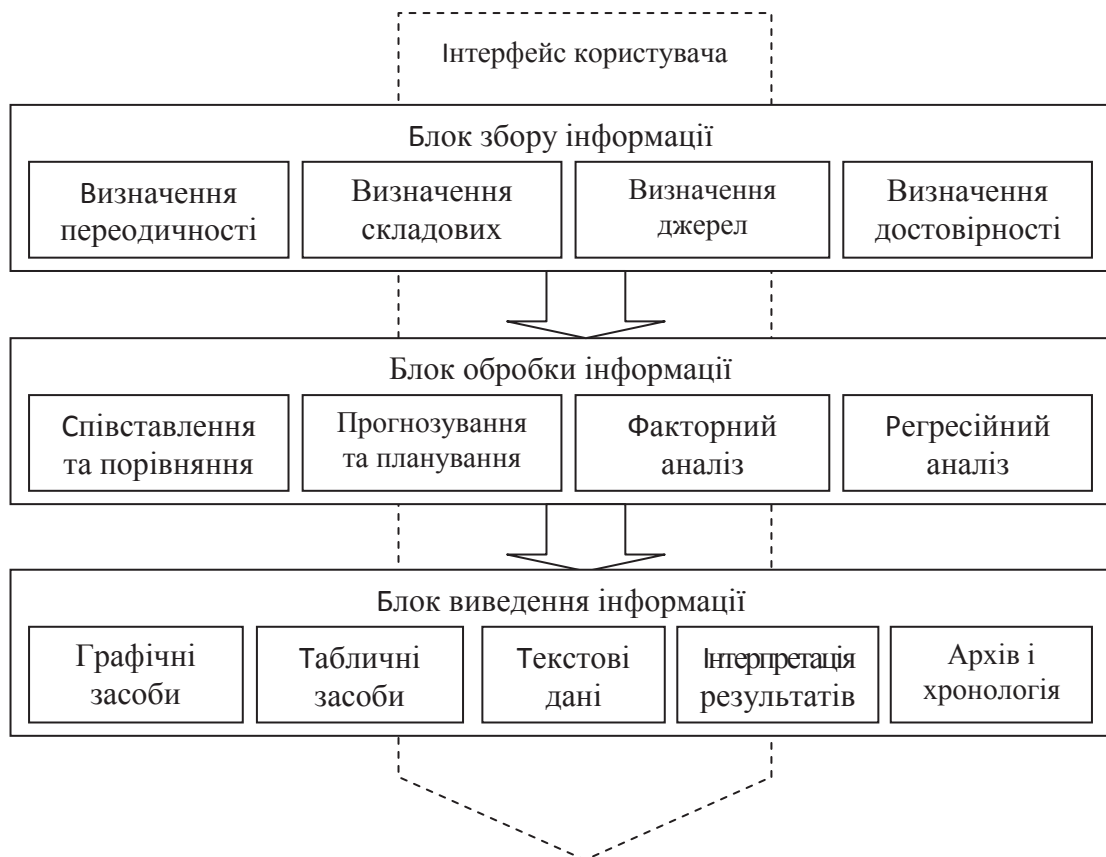 Інтерфейс користувача
Блок збору інформації
Визначення
переодичності
Визначення
складових
Визначення
джерел
Визначення
достовірності
Блок обробки інформації
Співставлення
та порівняння
Прогнозування
та планування
Факторний
аналіз
Регресійний
аналіз
Блок виведення інформації
Графічні
засоби
Табличні
засоби
Текстові
дані
Інтерпретація
результатів
Архів і
хронологія